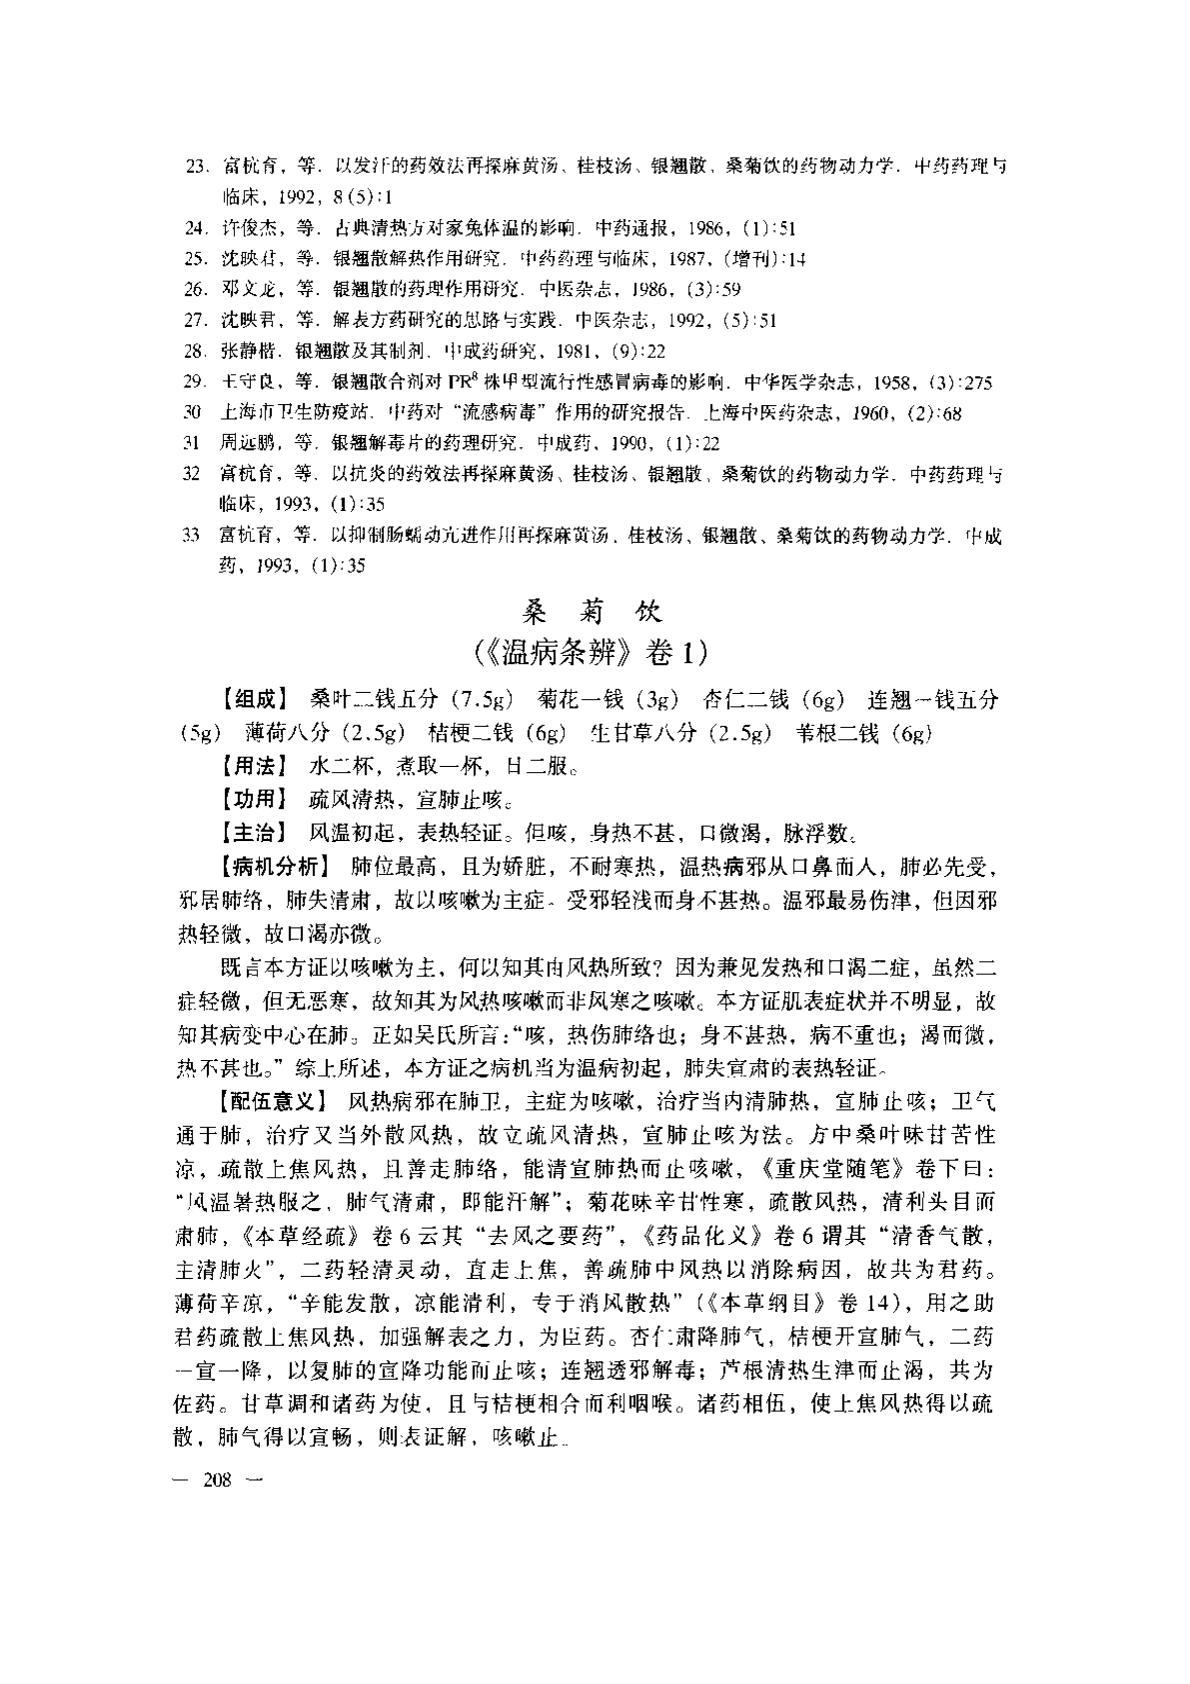 23. 富杭育，等. 以发汗的药效法再探麻黄汤、桂枝汤、银翘散、桑菊饮的药物动力学. 中药药理与
临床，1992，8(5):1
24. 许俊杰，等. 古典清热方对家兔体温的影响. 中药通报，1986，(1):51
25. 沈映君，等. 银翘散解热作用研究. 中药药理与临床，1987，(增刊):14
26. 邓文龙，等. 银翘散的药理作用研究. 中医杂志，1986，(3):59
27. 沈映君，等. 解表方药研究的思路与实践. 中医杂志，1992，(5):51
28. 张静楷. 银翘散及其制剂. 中成药研究，1981，(9):22
29. 王守良，等. 银翘散合剂对 PR⁸ 株甲型流行性感冒病毒的影响. 中华医学杂志，1958，(3):275
30 上海市卫生防疫站. 中药对“流感病毒”作用的研究报告. 上海中医药杂志，1960，(2):68
31 周远鹏，等. 银翘解毒片的药理研究. 中成药，1990，(1):22
32 富杭育，等. 以抗炎的药效法再探麻黄汤、桂枝汤、银翘散、桑菊饮的药物动力学. 中药药理与
临床，1993，(1):35
33 富杭育，等. 以抑制肠蠕动亢进作用再探麻黄汤、桂枝汤、银翘散、桑菊饮的药物动力学. 中成
药，1993，(1):35
桑 菊 饮
(《温病条辨》卷 1)
【组成】 桑叶二钱五分（7.5g） 菊花一钱（3g） 杏仁二钱（6g） 连翘一钱五分
（5g） 薄荷八分（2.5g） 桔梗二钱（6g） 生甘草八分（2.5g） 苇根二钱（6g）
【用法】 水二杯，煮取一杯，日二服。
【功用】 疏风清热，宣肺止咳。
【主治】 风温初起，表热轻证。但咳，身热不甚，口微渴，脉浮数。
【病机分析】 肺位最高，且为娇脏，不耐寒热，温热病邪从口鼻而人，肺必先受，
邪居肺络，肺失清肃，故以咳嗽为主症。受邪轻浅而身不甚热。温邪最易伤津，但因邪
热轻微，故口渴亦微。
既言本方证以咳嗽为主，何以知其由风热所致？因为兼见发热和口渴二症，虽然二
症轻微，但无恶寒，故知其为风热咳嗽而非风寒之咳嗽。本方证肌表症状并不明显，故
知其病变中心在肺。正如吴氏所言：“咳，热伤肺络也；身不甚热，病不重也；渴而微，
热不甚也。”综上所述，本方证之病机当为温病初起，肺失宣肃的表热轻证。
【配伍意义】 风热病邪在肺卫，主症为咳嗽，治疗当内清肺热，宣肺止咳；卫气
通于肺，治疗又当外散风热，故立疏风清热，宣肺止咳为法。方中桑叶味甘苦性
凉，疏散上焦风热，且善走肺络，能清宣肺热而止咳嗽，《重庆堂随笔》卷下曰：
“风温暑热服之，肺气清肃，即能汗解”；菊花味辛甘性寒，疏散风热，清利头目而
肃肺，《本草经疏》卷 6 云其“去风之要药”，《药品化义》卷 6 谓其“清香气散，
主清肺火”，二药轻清灵动，直走上焦，善疏肺中风热以消除病因，故共为君药。
薄荷辛凉，“辛能发散，凉能清利，专于消风散热”（《本草纲目》卷 14），用之助
君药疏散上焦风热，加强解表之力，为臣药。杏仁肃降肺气，桔梗开宣肺气，二药
一宣一降，以复肺的宣降功能而止咳；连翘透邪解毒；芦根清热生津而止渴，共为
佐药。甘草调和诸药为使，且与桔梗相合而利咽喉。诸药相伍，使上焦风热得以疏
散，肺气得以宣畅，则表证解，咳嗽止。
— 208 —